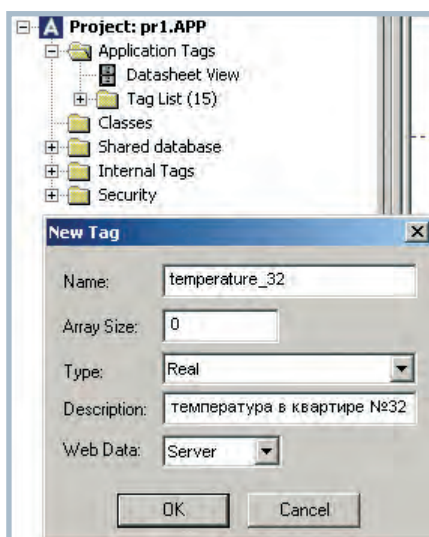 Project: pr1.APP
Application Tags
Datasheet View
Tag List (15)
Classes
Shared database
Internal Tags
Security
New Tag
Name: temperature_32
Array Size: 0
Type: Real
Description: температура в квартире №32
Web Data: Server
OK Cancel